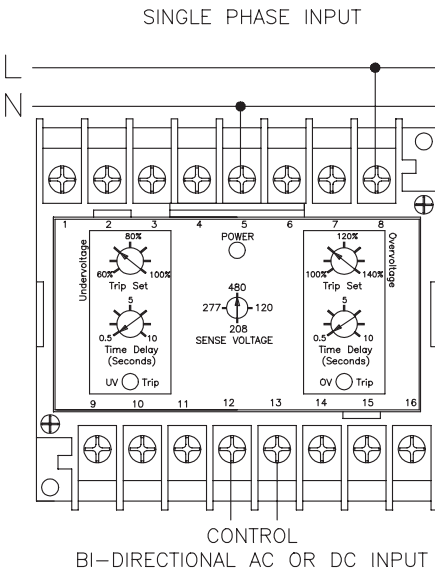 SINGLE PHASE INPUT
L
N
1 2 3 4 5 6 7 8
Undervoltage
80%
60% 100%
Trip Set
5
0.5 10
Time Delay
(Seconds)
UV Trip
POWER
480
277 120
208
SENSE VOLTAGE
Overvoltage
120%
100% 140%
Trip Set
5
0.5 10
Time Delay
(Seconds)
OV Trip
9 10 11 12 13 14 15 16
CONTROL
BI-DIRECTIONAL AC OR DC INPUT